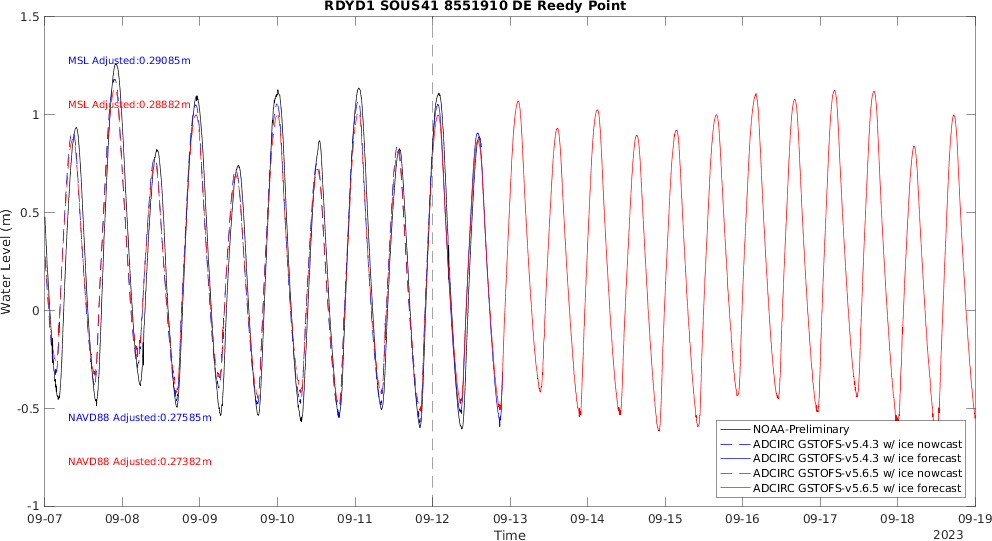 RDYD1 SOUS41 8551910 DE Reedy Point
1.5
1
0.5
0
-0.5
-1
Water Level (m)
MSL Adjusted:0.29085m
MSL Adjusted:0.28882m
NAVD88 Adjusted:0.27585m
NAVD88 Adjusted:0.27382m
NOAA-Preliminary
ADCIRC GSTOFS-v5.4.3 w/ ice nowcast
ADCIRC GSTOFS-v5.4.3 w/ ice forecast
ADCIRC GSTOFS-v5.6.5 w/ ice nowcast
ADCIRC GSTOFS-v5.6.5 w/ ice forecast
09-07 09-08 09-09 09-10 09-11 09-12 09-13 09-14 09-15 09-16 09-17 09-18 09-19
Time
2023